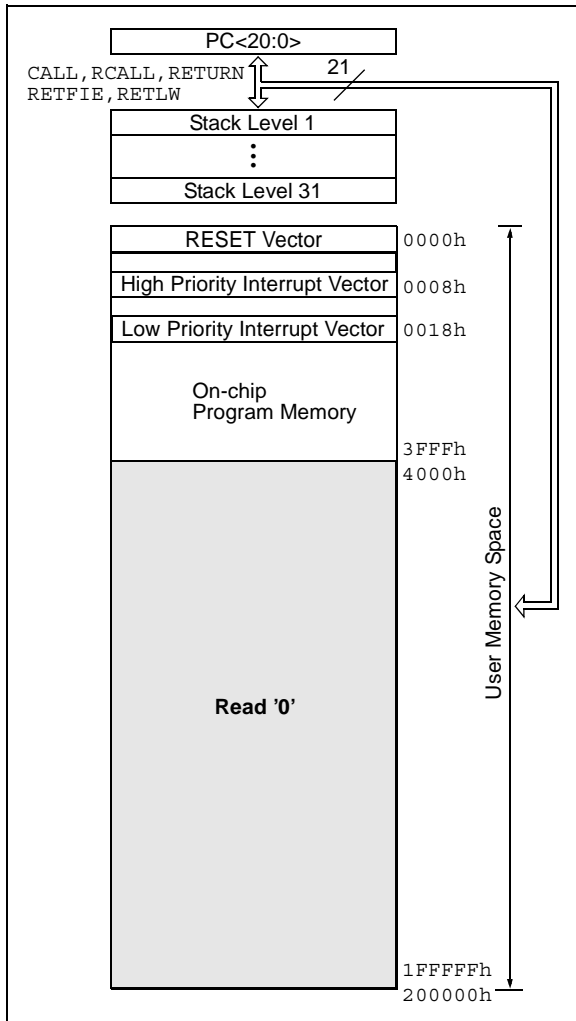 PC<20:0>
CALL,RCALL,RETURN
RETFIE,RETLW
21
Stack Level 1
Stack Level 31
RESET Vector
0000h
High Priority Interrupt Vector
0008h
Low Priority Interrupt Vector
0018h
On-chip
Program Memory
3FFFh
4000h
User Memory Space
Read '0'
1FFFFFh
200000h